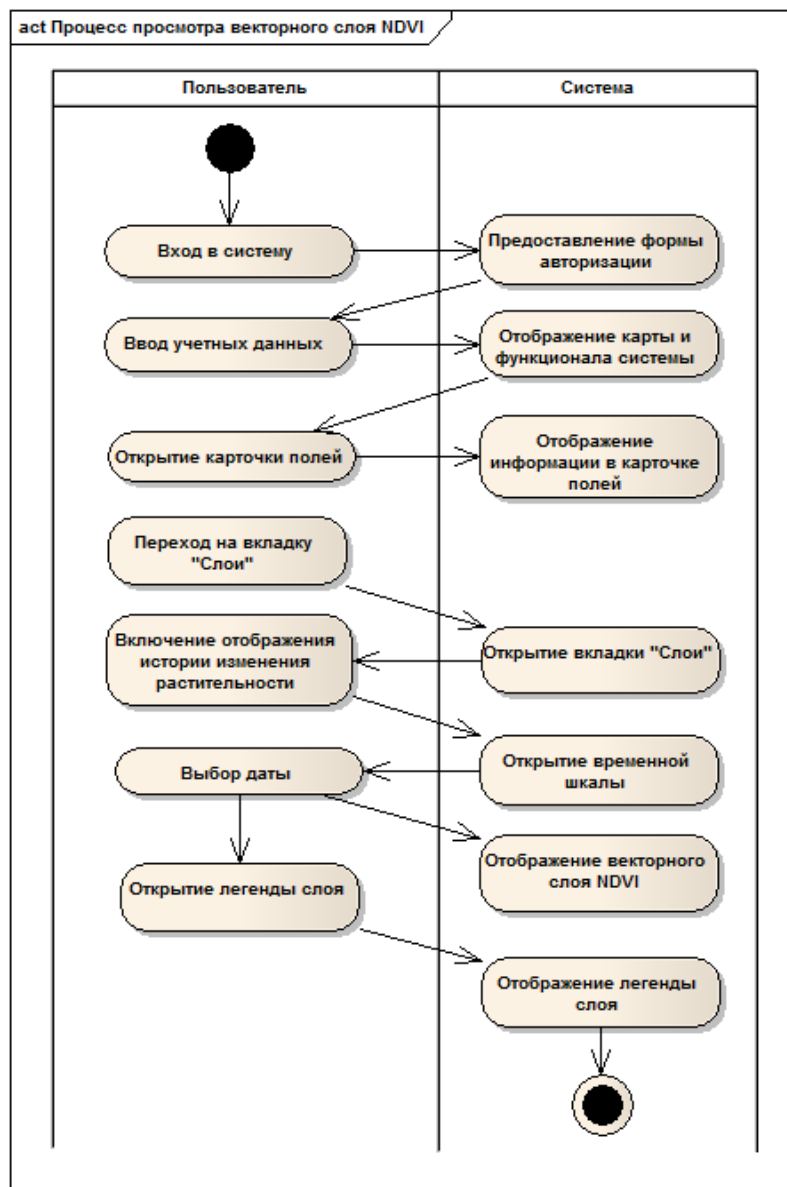 act Процесс просмотра векторного слоя NDVI
Пользователь
Система
Вход в систему
Предоставление формы
авторизации
Ввод учетных данных
Отображение карты и
функционала системы
Открытие карточки полей
Отображение
информации в карточке
полей
Переход на вкладку
"Слои"
Включение отображения
истории изменения
растительности
Открытие вкладки "Слои"
Выбор даты
Открытие временной
шкалы
Открытие легенды слоя
Отображение векторного
слоя NDVI
Отображение легенды
слоя